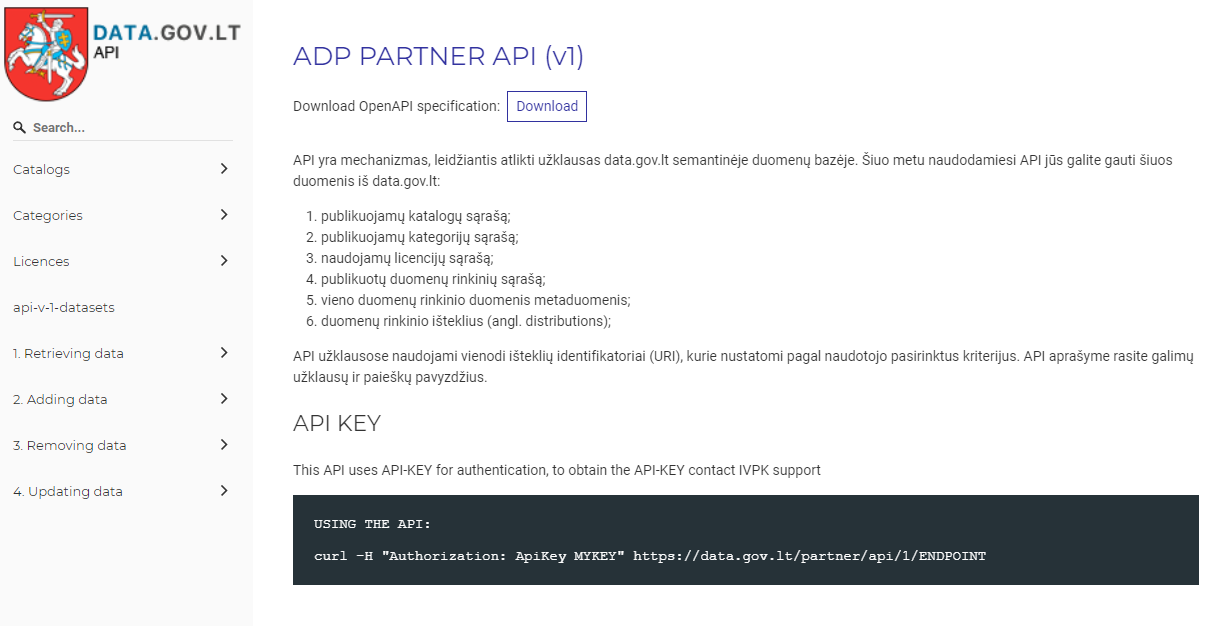 DATA.GOV.LT
API
Search...
Catalogs
Categories
Licences
api-v-1-datasets
1. Retrieving data
2. Adding data
3. Removing data
4. Updating data
ADP PARTNER API (v1)
Download OpenAPI specification: Download
API yra mechanizmas, leidžiantis atlikti užklausas data.gov.lt semantinėje duomenų bazėje. Šiuo metu naudodamiesi API jūs galite gauti šiuos
duomenis iš data.gov.lt:
1. publikuojamų katalogų sąrašą;
2. publikuojamų kategorijų sąrašą;
3. naudojamų licencijų sąrašą;
4. publikuotų duomenų rinkinių sąrašą;
5. vieno duomenų rinkinio duomenis metaduomenis;
6. duomenų rinkinio išteklius (angl. distributions);
API užklausose naudojami vienodi išteklių identifikatoriai (URI), kurie nustatomi pagal naudotojo pasirinktus kriterijus. API aprašyme rasite galimų
užklausų ir paieškų pavyzdžius.
API KEY
This API uses API-KEY for authentication, to obtain the API-KEY contact IVPK support
USING THE API:
curl -H "Authorization: ApiKey MYKEY" https://data.gov.lt/partner/api/1/ENDPOINT